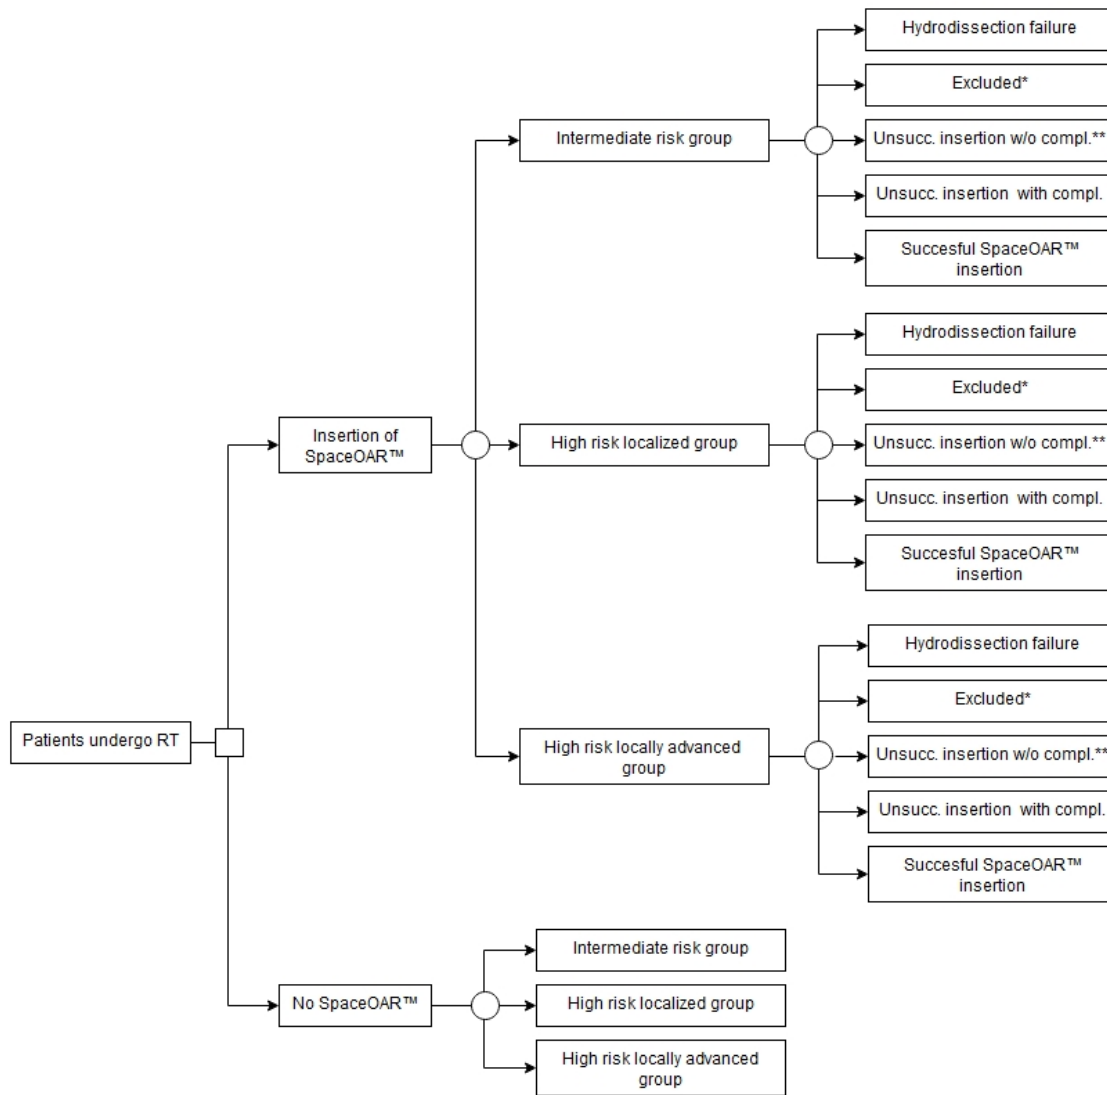 Hydrodissection failure
Excluded*
Intermediate risk group
Unsucc. insertion w/o compl.**
Unsucc. insertion with compl.
Succesful SpaceOAR™
insertion
Hydrodissection failure
Excluded*
Insertion of
SpaceOAR™
High risk localized group
Unsucc. insertion w/o compl.**
Unsucc. insertion with compl.
Succesful SpaceOAR™
insertion
Hydrodissection failure
Excluded*
Patients undergo RT
High risk locally advanced
group
Unsucc. insertion w/o compl.**
Unsucc. insertion with compl.
Succesful SpaceOAR™
insertion
Intermediate risk group
No SpaceOAR™
High risk localized group
High risk locally advanced
group